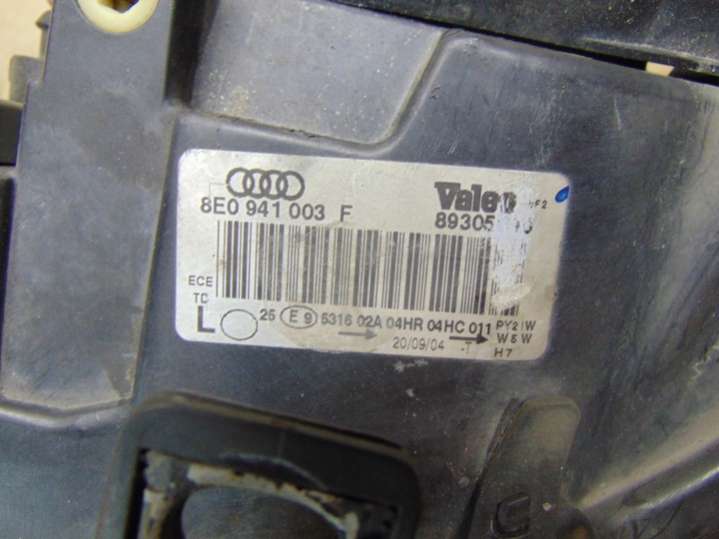 Valeo
8E0 941 003 F
ECE
TC
L 25 E 9 5316 02A 04HR 04HC 011 PY21W
W5W
20/09/04 -T
H7